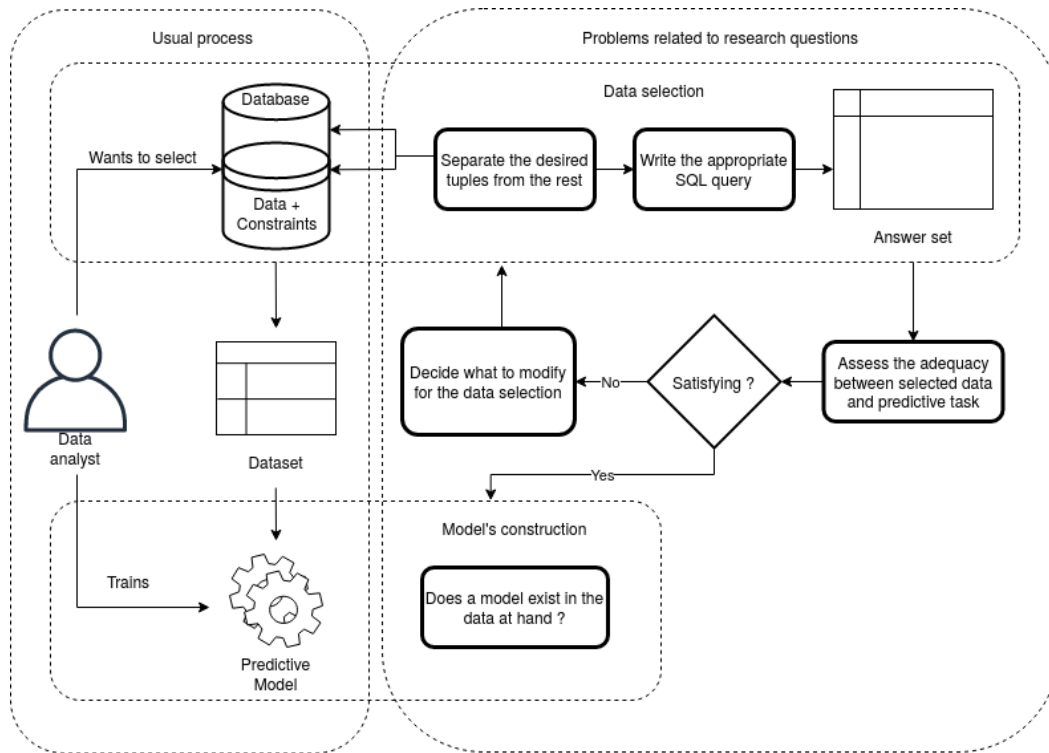 Usual process
Problems related to research questions
Data selection
Database
Wants to select
Data +
Constraints
Separate the desired
tuples from the rest
Write the appropriate
SQL query
Answer set
Data
analyst
Dataset
Decide what to modify
for the data selection
No
Satisfying ?
Assess the adequacy
between selected data
and predictive task
Yes
Model's construction
Trains
Predictive
Model
Does a model exist in the
data at hand ?